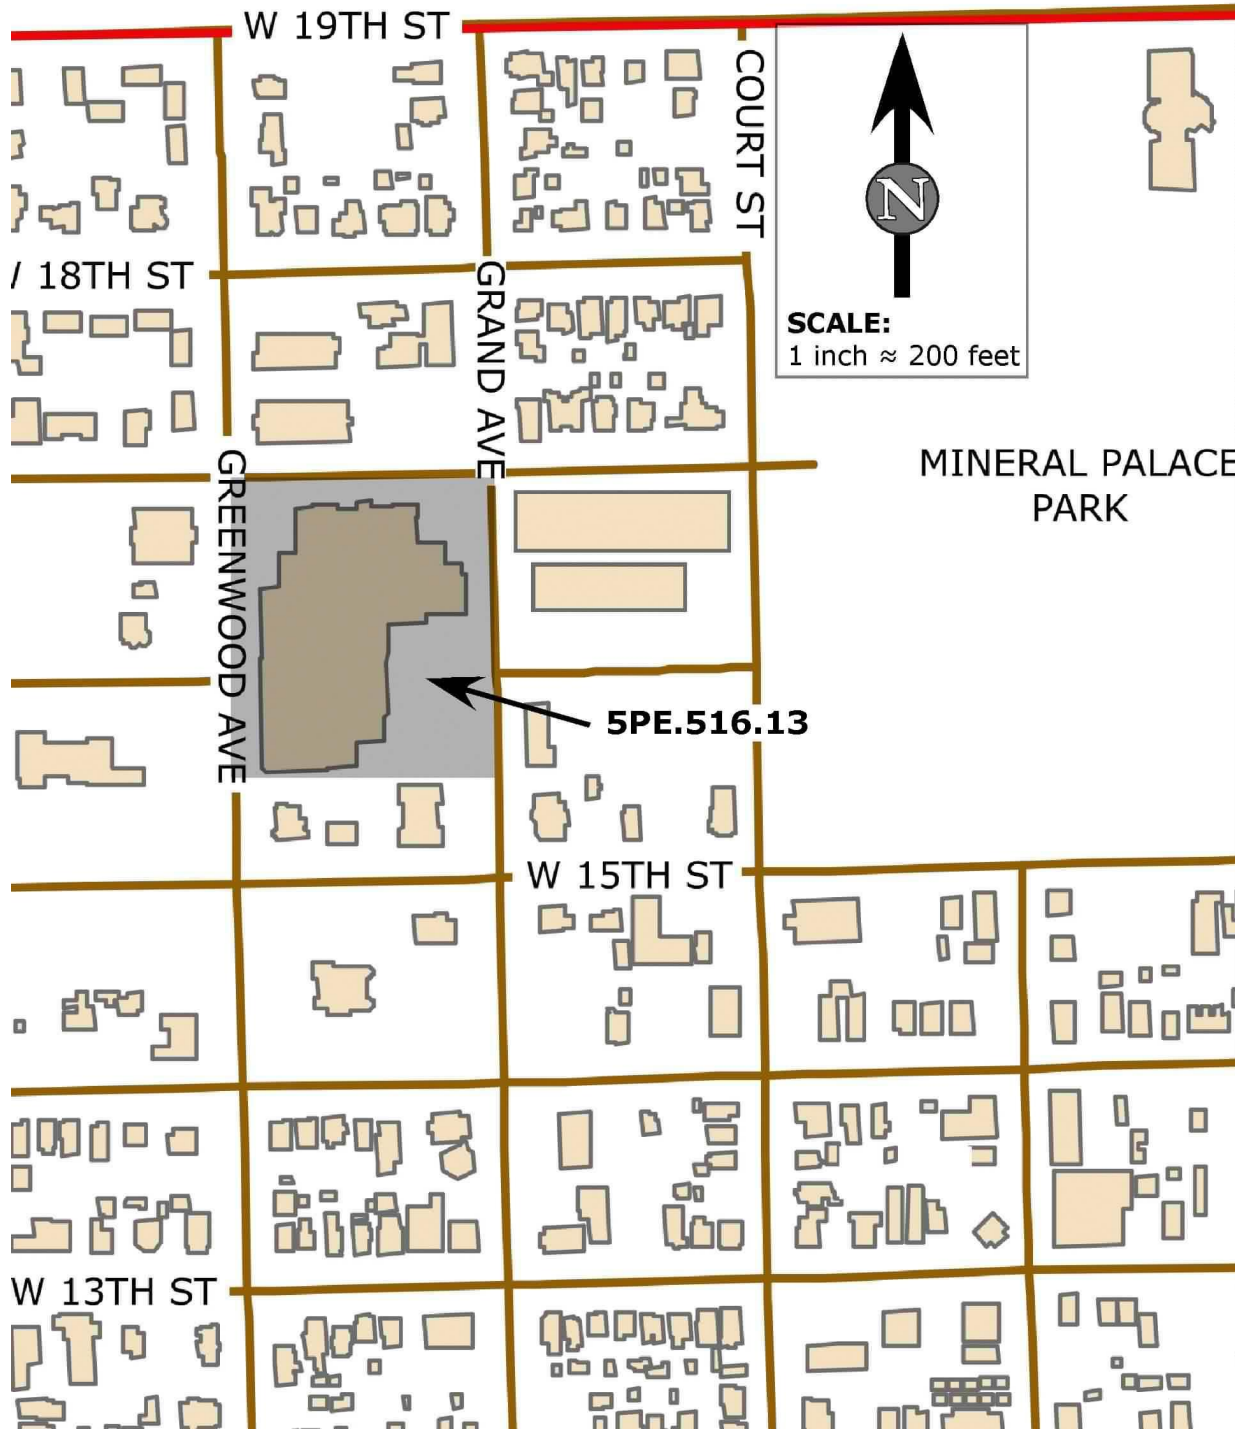 W 19TH ST
COURT ST
N
W 18TH ST
GRAND AVE
SCALE:
1 inch ≈ 200 feet
GREENWOOD AVE
MINERAL PALACE
PARK
5PE.516.13
W 15TH ST
W 13TH ST